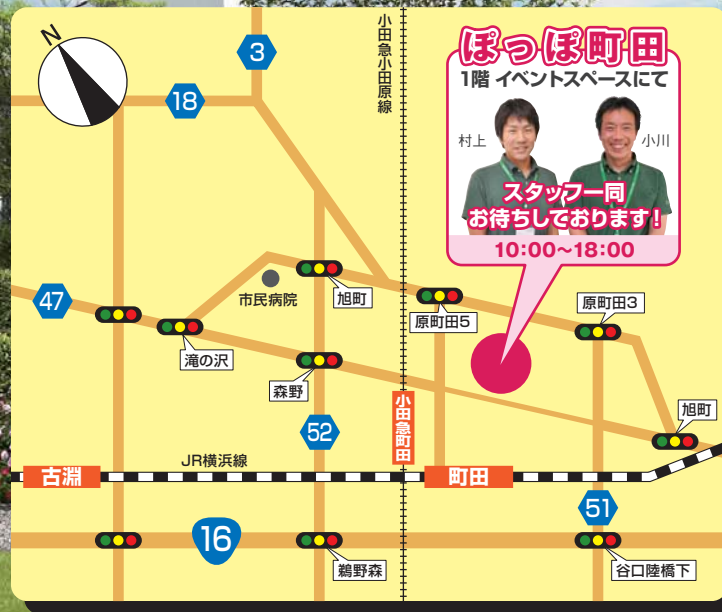 N
3
18
小田急小田原線
ぽっぽ町田
1階 イベントスペースにて
村上
小川
スタッフ一同
お待ちしております!
10:00〜18:00
47
市民病院
旭町
原町田5
原町田3
滝の沢
森野
52
小田急町田
旭町
JR横浜線
古淵
町田
51
16
鵜野森
谷口陸橋下